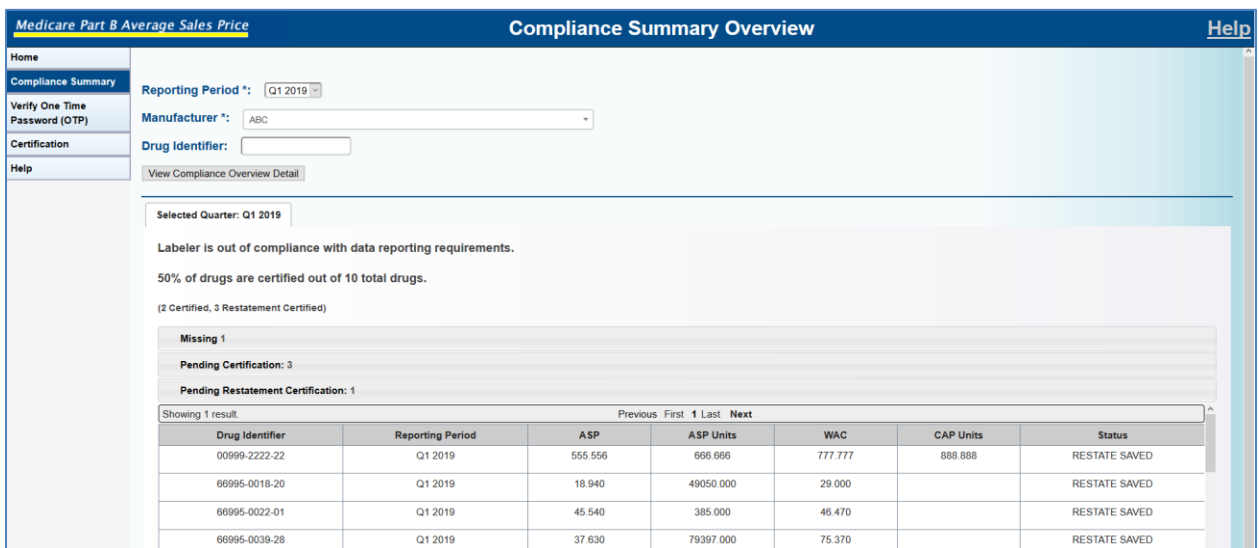 Medicare Part B Average Sales Price
Compliance Summary Overview
Help
Home
Compliance Summary
Verify One Time
Password (OTP)
Certification
Help
Reporting Period *: Q1 2019
Manufacturer *: ABC
Drug Identifier:
View Compliance Overview Detail
Selected Quarter: Q1 2019
Labeler is out of compliance with data reporting requirements.
50% of drugs are certified out of 10 total drugs.
(2 Certified, 3 Restatement Certified)
Missing 1
Pending Certification: 3
Pending Restatement Certification: 1
Showing 1 result. Previous First 1 Last Next
Drug Identifier Reporting Period ASP ASP Units WAC CAP Units Status
00999-2222-22 Q1 2019 555.556 666.666 777.777 888.888 RESTATE SAVED
66995-0018-20 Q1 2019 18.940 49050.000 29.000 RESTATE SAVED
66995-0022-01 Q1 2019 45.540 385.000 46.470 RESTATE SAVED
66995-0039-28 Q1 2019 37.630 79397.000 75.370 RESTATE SAVED